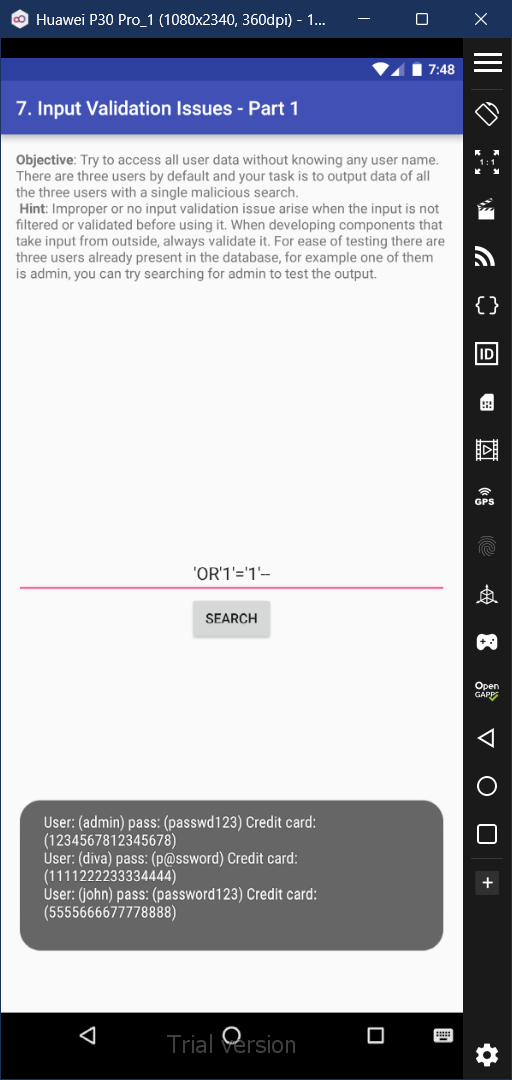 Huawei P30 Pro_1 (1080x2340, 360dpi) - 1...
7:48
7. Input Validation Issues - Part 1
Objective: Try to access all user data without knowing any user name.
There are three users by default and your task is to output data of all
the three users with a single malicious search.
Hint: Improper or no input validation issue arise when the input is not
filtered or validated before using it. When developing components that
take input from outside, always validate it. For ease of testing there are
three users already present in the database, for example one of them
is admin, you can try searching for admin to test the output.
1:1
ID
GPS
'OR'1'='1'--
SEARCH
Open
GAPPS
User: (admin) pass: (passwd123) Credit card:
(1234567812345678)
User: (diva) pass: (p@ssword) Credit card:
(1111222233334444)
User: (john) pass: (password123) Credit card:
(5555666677778888)
Trial version